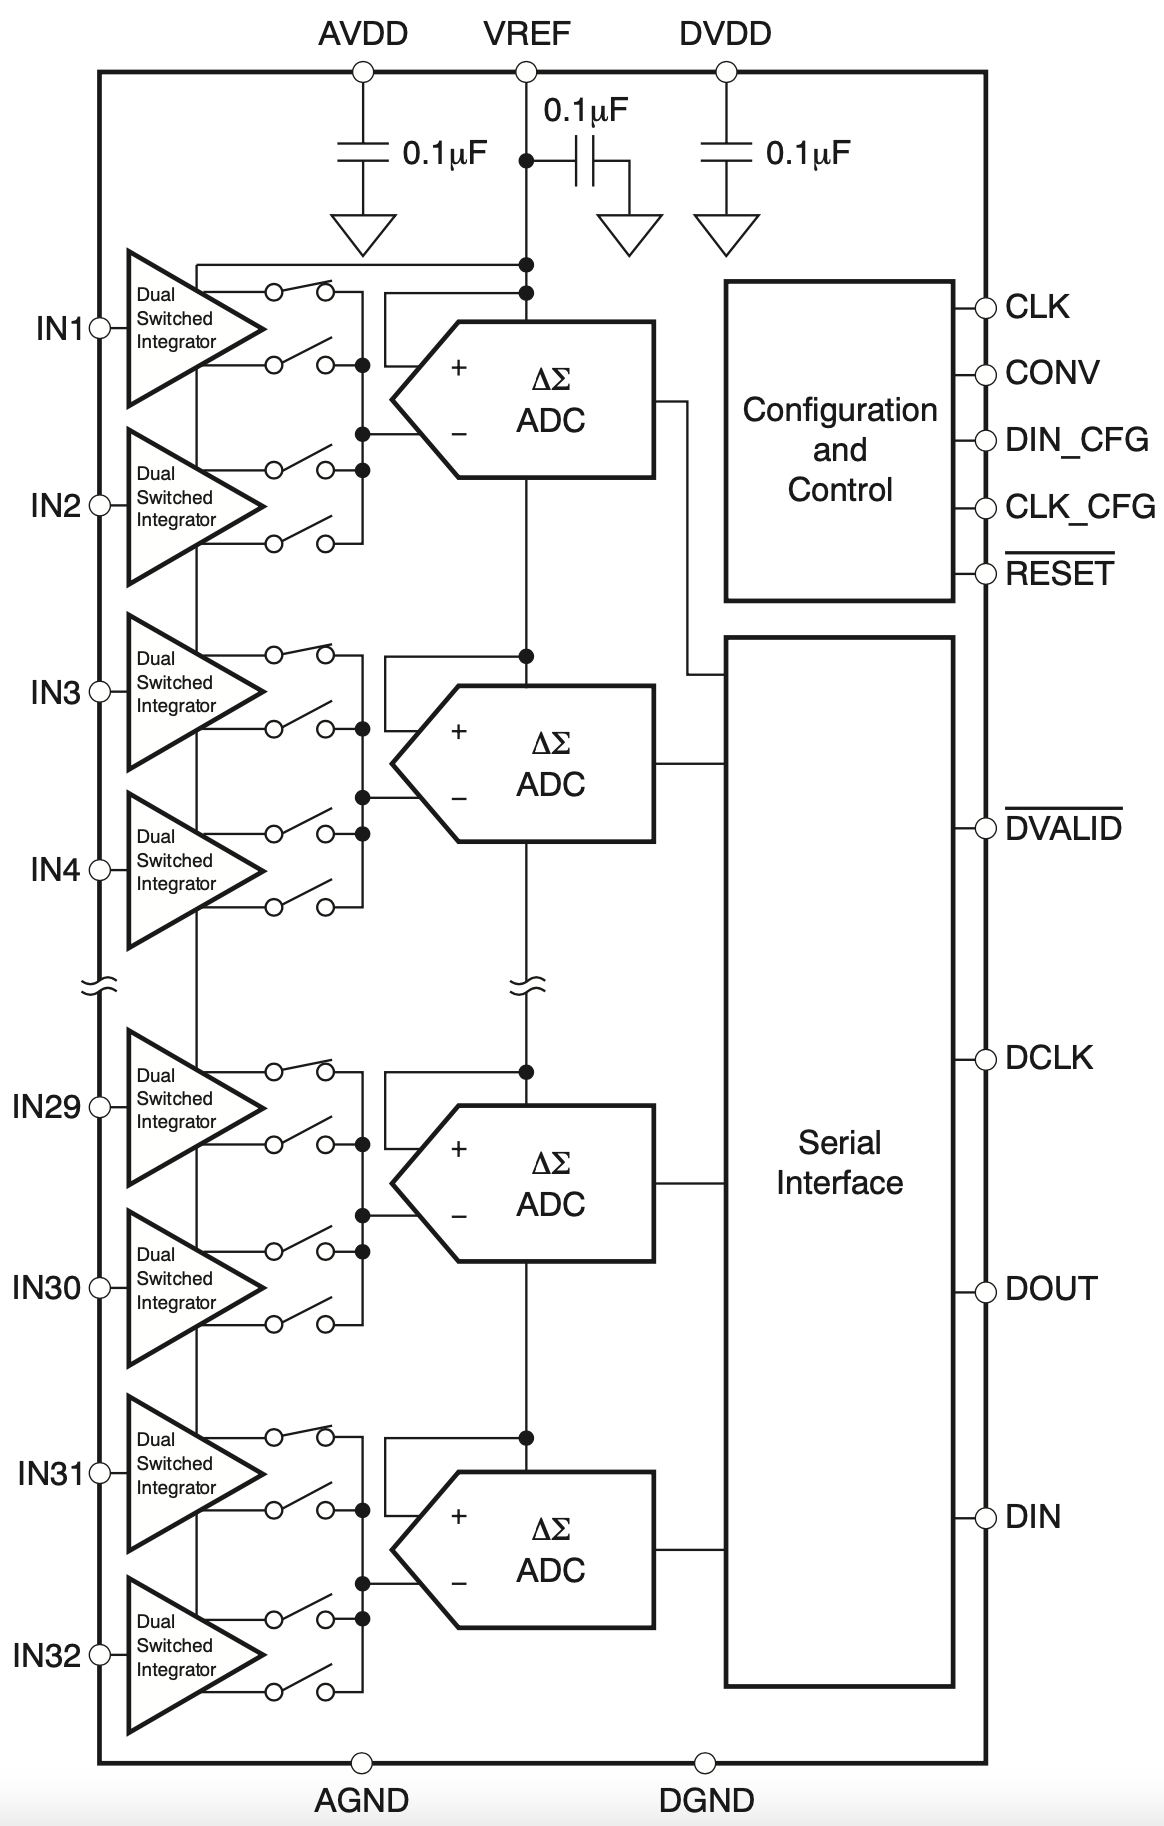 AVDD
VREF
DVDD
0.1µF
0.1µF
0.1µF
IN1
Dual
Switched
Integrator
+
−
ΔΣ
ADC
IN2
Dual
Switched
Integrator
Configuration
and
Control
CLK
CONV
DIN_CFG
CLK_CFG
RESET
IN3
Dual
Switched
Integrator
+
−
ΔΣ
ADC
IN4
Dual
Switched
Integrator
IN29
Dual
Switched
Integrator
+
−
ΔΣ
ADC
IN30
Dual
Switched
Integrator
Serial
Interface
DVALID
DCLK
DOUT
DIN
IN31
Dual
Switched
Integrator
+
−
ΔΣ
ADC
IN32
Dual
Switched
Integrator
AGND
DGND